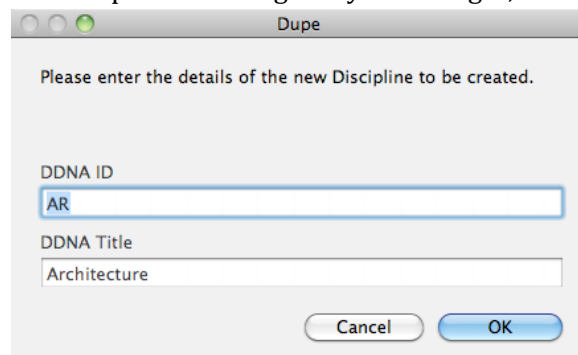 Dupe
Please enter the details of the new Discipline to be created.
DDNA ID
AR
DDNA Title
Architecture
Cancel OK